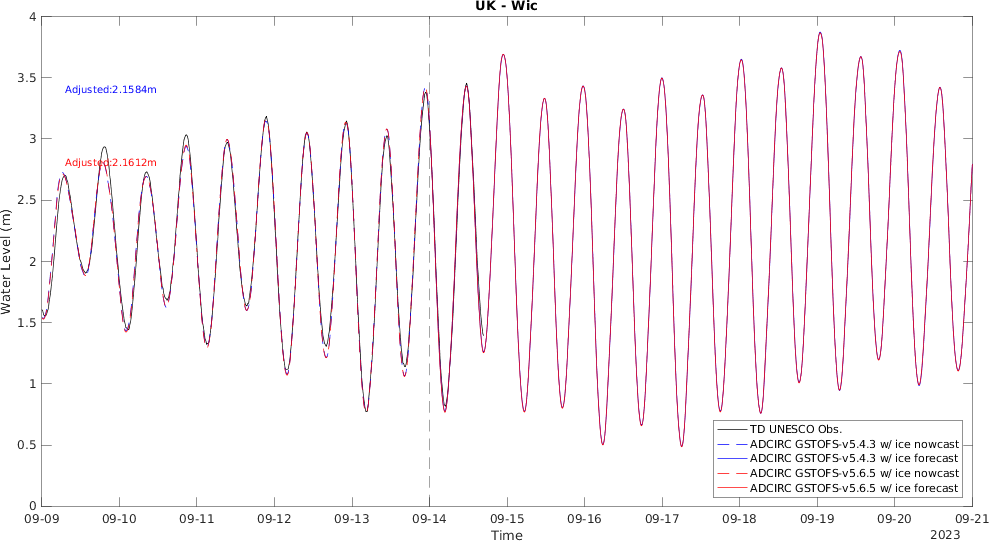 UK - Wic
4
3.5
3
2.5
2
1.5
1
0.5
0
Water Level (m)
Adjusted:2.1584m
Adjusted:2.1612m
TD UNESCO Obs.
ADCIRC GSTOFS-v5.4.3 w/ ice nowcast
ADCIRC GSTOFS-v5.4.3 w/ ice forecast
ADCIRC GSTOFS-v5.6.5 w/ ice nowcast
ADCIRC GSTOFS-v5.6.5 w/ ice forecast
09-09 09-10 09-11 09-12 09-13 09-14 09-15 09-16 09-17 09-18 09-19 09-20 09-21
Time
2023